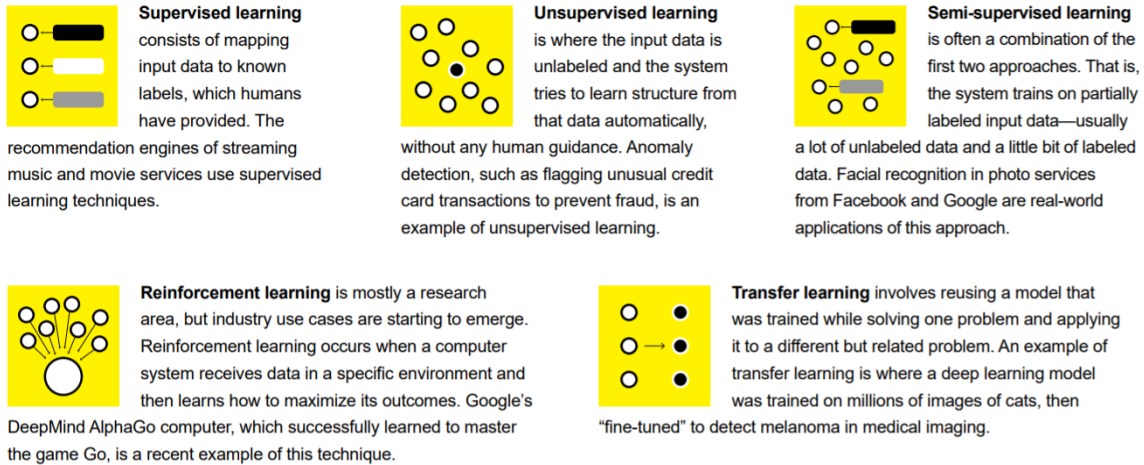 Supervised learning
consists of mapping
input data to known
labels, which humans
have provided. The
recommendation engines of streaming
music and movie services use supervised
learning techniques.
Unsupervised learning
is where the input data is
unlabeled and the system
tries to learn structure from
that data automatically,
without any human guidance. Anomaly
detection, such as flagging unusual credit
card transactions to prevent fraud, is an
example of unsupervised learning.
Semi-supervised learning
is often a combination of the
first two approaches. That is,
the system trains on partially
labeled input data—usually
a lot of unlabeled data and a little bit of labeled
data. Facial recognition in photo services
from Facebook and Google are real-world
applications of this approach.
Reinforcement learning is mostly a research
area, but industry use cases are starting to emerge.
Reinforcement learning occurs when a computer
system receives data in a specific environment and
then learns how to maximize its outcomes. Google’s
DeepMind AlphaGo computer, which successfully learned to master
the game Go, is a recent example of this technique.
Transfer learning involves reusing a model that
was trained while solving one problem and applying
it to a different but related problem. An example of
transfer learning is where a deep learning model
was trained on millions of images of cats, then
“fine-tuned” to detect melanoma in medical imaging.